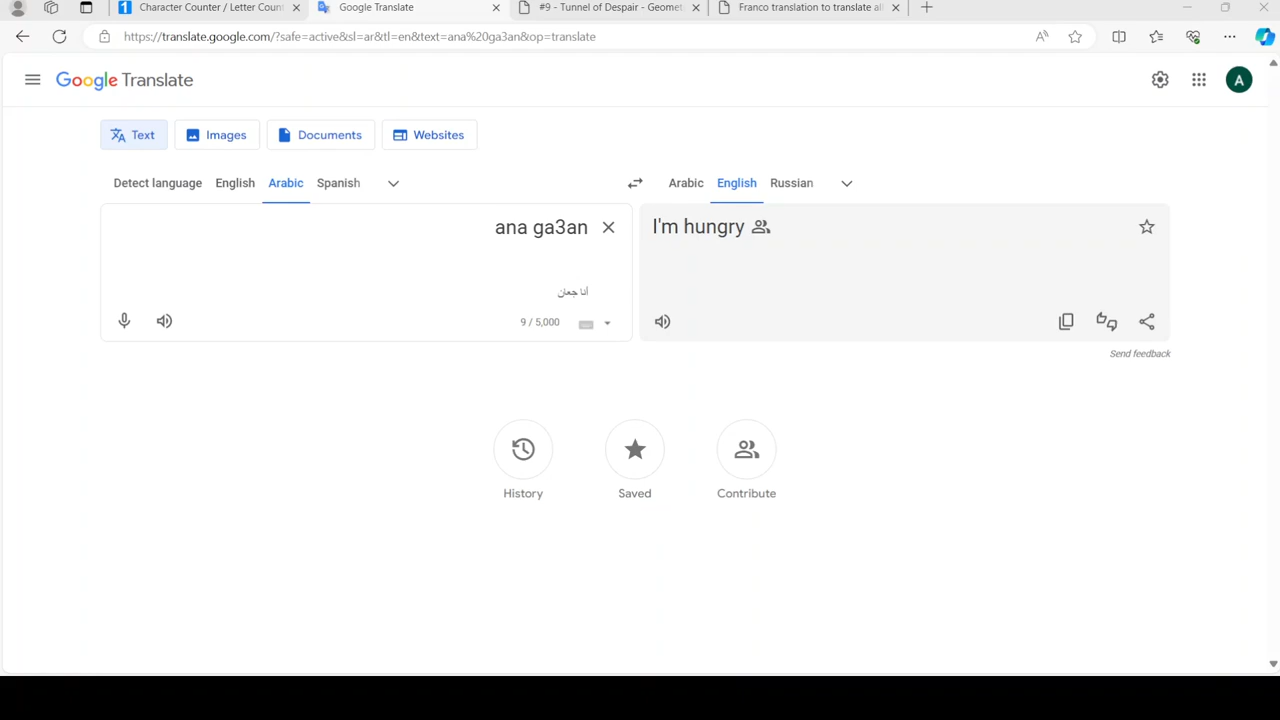 Character Counter / Letter Count
Google Translate
#9 - Tunnel of Despair - Geomet
Franco translation to translate all
https://translate.google.com/?safe=active&sl=ar&tl=en&text=ana%20ga3an&op=translate
Google Translate
A
Text
Images
Documents
Websites
Detect language English Arabic Spanish
Arabic English Russian
ana ga3an
I'm hungry
أنا جعان
9 / 5,000
Send feedback
History
Saved
Contribute